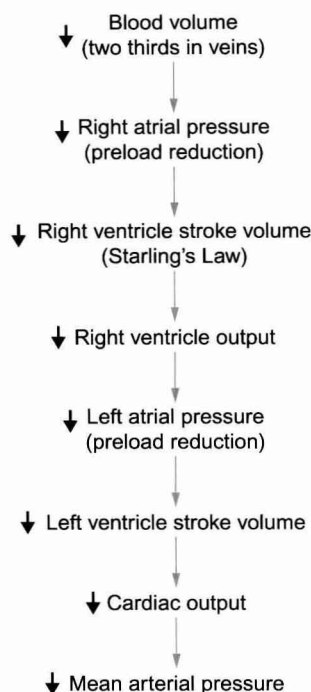 ↓ Blood volume
(two thirds in veins)
↓ Right atrial pressure
(preload reduction)
↓ Right ventricle stroke volume
(Starling's Law)
↓ Right ventricle output
↓ Left atrial pressure
(preload reduction)
↓ Left ventricle stroke volume
↓ Cardiac output
↓ Mean arterial pressure